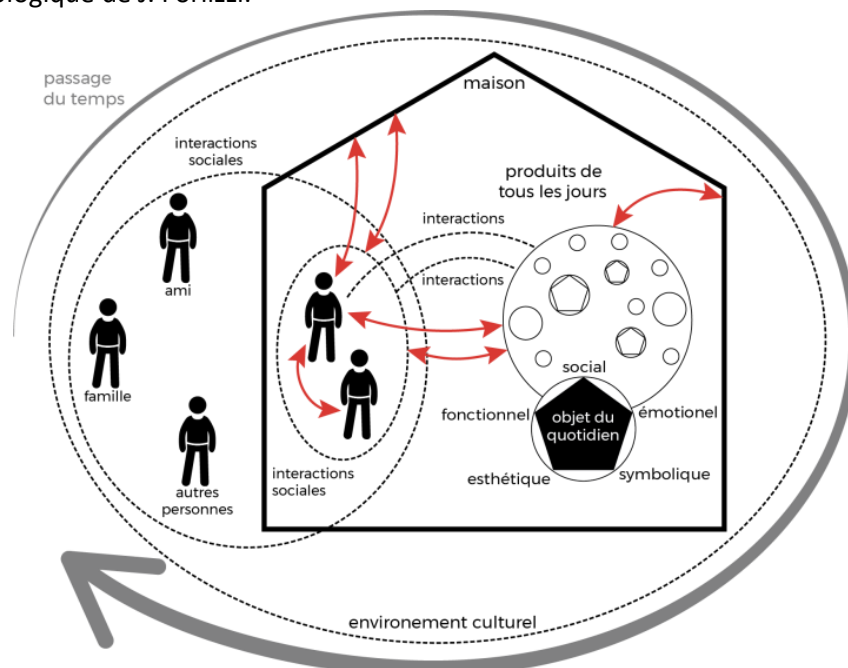 passage
du temps
maison
interactions
sociales
produits de
tous les jours
interactions
interactions
ami
famille
social
fonctionnel
émotionel
objet du
quotidien
esthétique
symbolique
interactions
sociales
autres
personnes
environement culturel